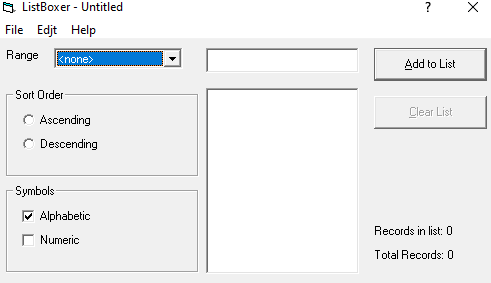 ListBoxer - Untitled ?
File Edjt Help
Range <none> Add to List
Sort Order Clear List
Ascending
Descending
Symbols
Alphabetic
Numeric
Records in list: 0
Total Records: 0